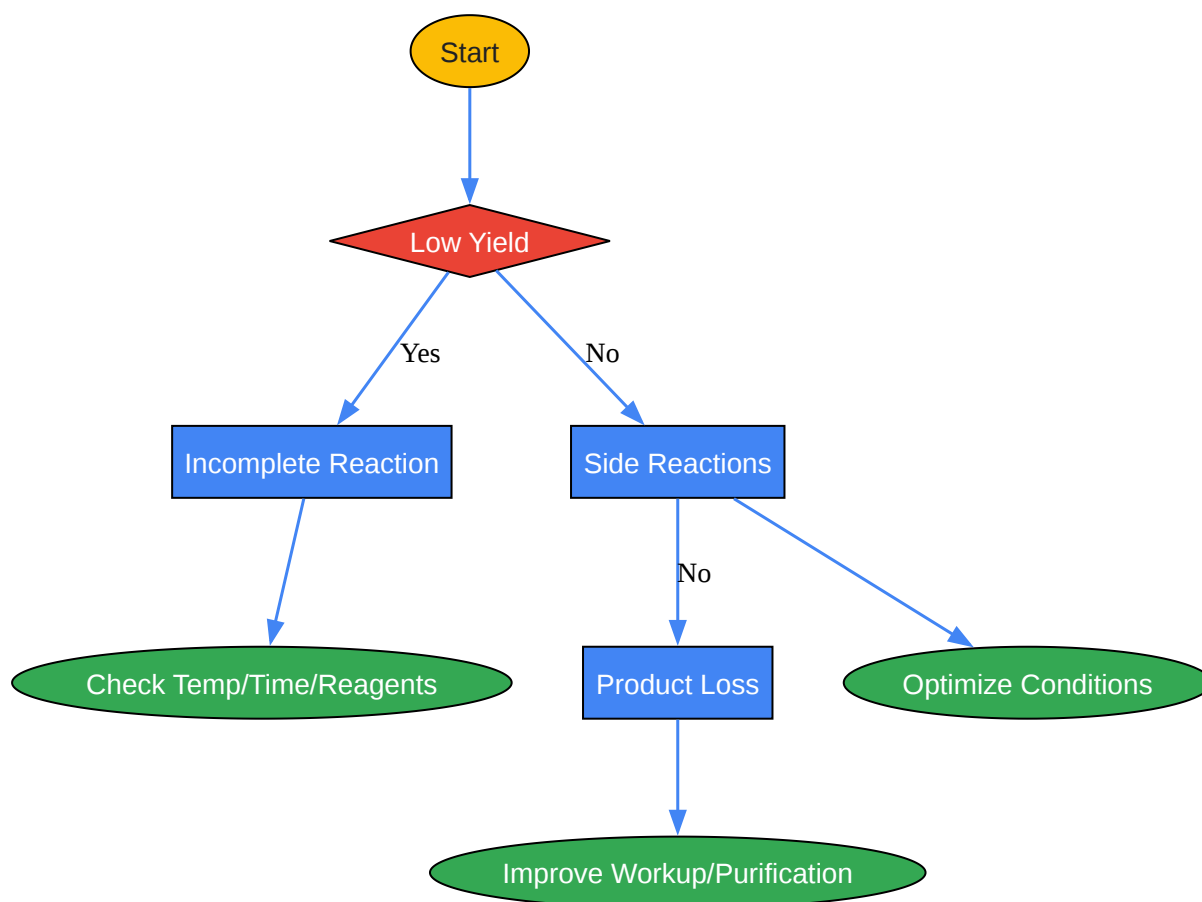 Start
Low Yield
Yes
No
Incomplete Reaction
Side Reactions
No
Check Temp/Time/Reagents
Product Loss
Optimize Conditions
Improve Workup/Purification